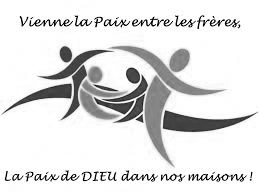 Vienne la Paix entre les frères,
La Paix de DIEU dans nos maisons !